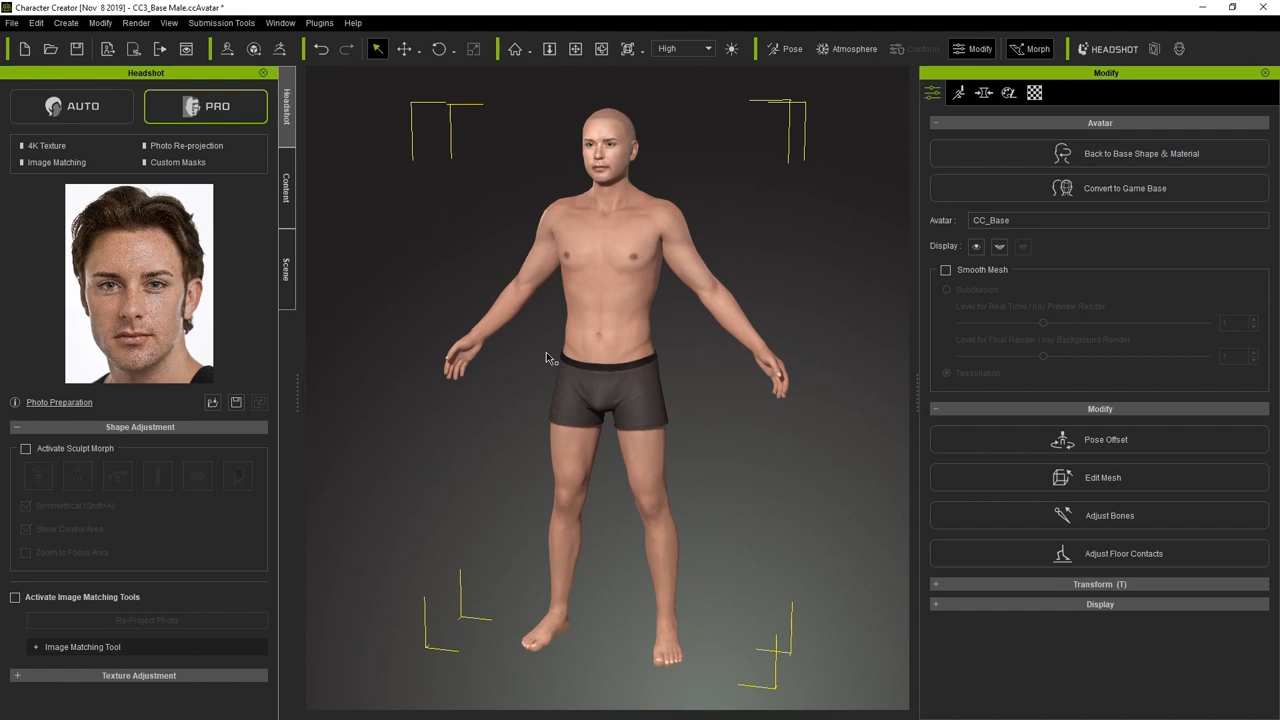 Character Creator [Nov 8 2019] - CC3_Base Male.ccAvatar *
File Edit Create Modify Render View Submission Tools Window Plugins Help
High Pose Atmosphere Conform Modify Morph HEADSHOT
Headshot
AUTO PRO
4K Texture Photo Re-projection
Image Matching Custom Masks
Photo Preparation
Shape Adjustment
Activate Sculpt Morph
Symmetrical (Shift+A)
Show Control Area
Zoom to Focus Area
Activate Image Matching Tools
Re-Project Photo
+ Image Matching Tool
+ Texture Adjustment
Headshot
Content
Scene
Modify
Avatar
Back to Base Shape & Material
Convert to Game Base
Avatar : CC_Base
Display :
Smooth Mesh
Subdivision
Level for Real Time / Iray Preview Render
1
Level for Final Render / Iray Background Render
1
Tessellation
Modify
Pose Offset
Edit Mesh
Adjust Bones
Adjust Floor Contacts
+ Transform (T)
+ Display